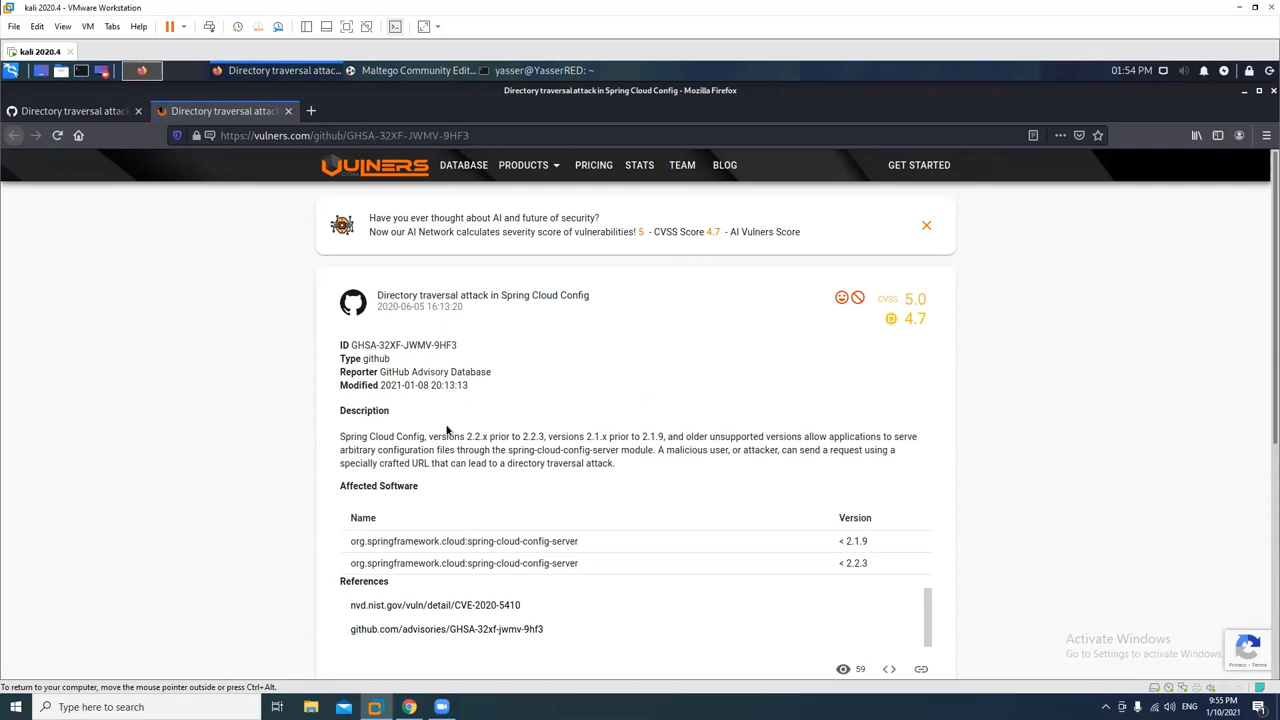 kali 2020.4 - VMware Workstation
File Edit View VM Tabs Help
kali 2020.4
Directory traversal attac... Maltego Community Edit... yasser@YasserRED: ~ 01:54 PM
Directory traversal attack in Spring Cloud Config - Mozilla Firefox
Directory traversal attack Directory traversal attac
https://vulners.com/github/GHSA-32XF-JWMV-9HF3
VULNERS .COM DATABASE PRODUCTS PRICING STATS TEAM BLOG GET STARTED
Have you ever thought about AI and future of security?
Now our AI Network calculates severity score of vulnerabilities! 5 - CVSS Score 4.7 - AI Vulners Score
Directory traversal attack in Spring Cloud Config
2020-06-05 16:13:20
CVSS 5.0
4.7
ID GHSA-32XF-JWMV-9HF3
Type github
Reporter GitHub Advisory Database
Modified 2021-01-08 20:13:13
Description
Spring Cloud Config, versions 2.2.x prior to 2.2.3, versions 2.1.x prior to 2.1.9, and older unsupported versions allow applications to serve
arbitrary configuration files through the spring-cloud-config-server module. A malicious user, or attacker, can send a request using a
specially crafted URL that can lead to a directory traversal attack.
Affected Software
Name Version
org.springframework.cloud:spring-cloud-config-server < 2.1.9
org.springframework.cloud:spring-cloud-config-server < 2.2.3
References
nvd.nist.gov/vuln/detail/CVE-2020-5410
github.com/advisories/GHSA-32xf-jwmv-9hf3
59
Activate Windows
Go to Settings to activate Windows.
Privacy - Terms
To return to your computer, move the mouse pointer outside or press Ctrl+Alt.
Type here to search
9:55 PM
1/10/2021